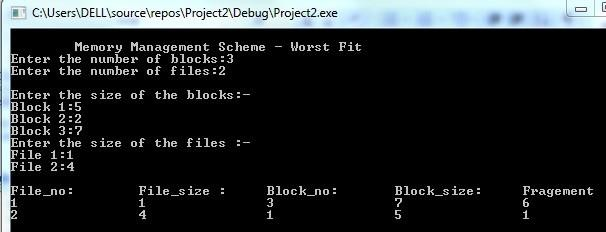 C:\Users\DELL\source\repos\Project2\Debug\Project2.exe
Memory Management Scheme - Worst Fit
Enter the number of blocks:3
Enter the number of files:2
Enter the size of the blocks:-
Block 1:5
Block 2:2
Block 3:7
Enter the size of the files :-
File 1:1
File 2:4
File_no: File_size : Block_no: Block_size: Fragement
1 1 3 7 6
2 4 1 5 1